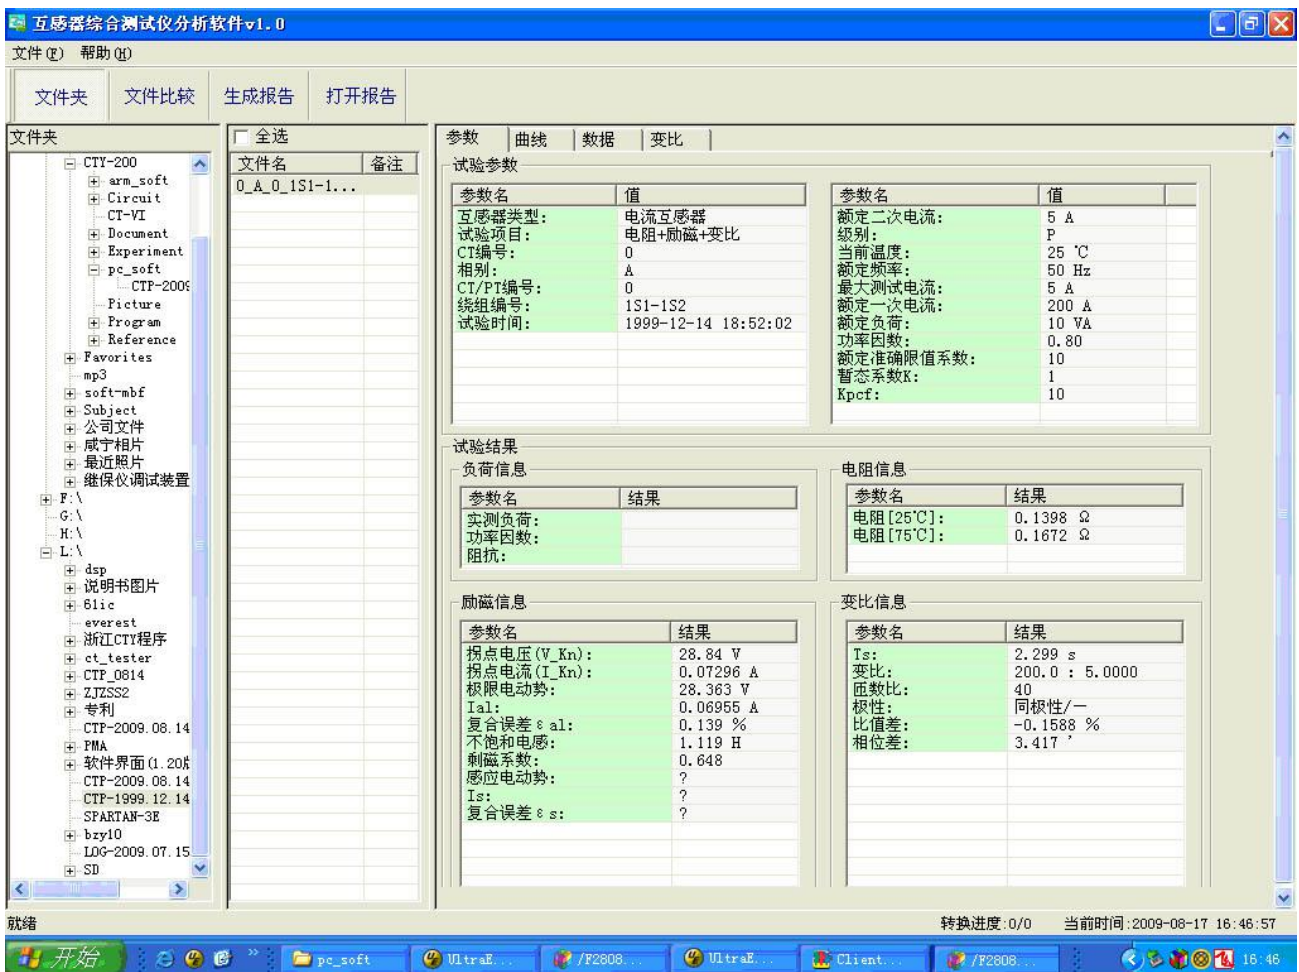 互感器综合测试仪分析软件v1.0
文件(F) 帮助(H)
文件夹 文件比较 生成报告 打开报告
文件夹
CTY-200
arm_soft
Circuit
CT-VI
Document
Experiment
pc_soft
CTP-2009
Picture
Program
Reference
Favorites
mp3
soft-mbf
Subject
公司文件
咸宁相片
最近照片
继保仪调试装置
F:\
G:\
H:\
L:\
dsp
说明书图片
61ic
everest
浙江CTY程序
ct_tester
CTP_0814
ZJZSS2
专利
CTP-2009.08.14
PMA
软件界面(1.20版
CTP-2009.08.14
CTP-1999.12.14
SPARTAN-3E
bzy10
LOG-2009.07.15
SD
全选
文件名 备注
0_A_0_1S1-1...
参数 曲线 数据 变比
试验参数
参数名 值
互感器类型: 电流互感器
试验项目: 电阻+励磁+变比
CT编号: 0
相别: A
CT/PT编号: 0
绕组编号: 1S1-1S2
试验时间: 1999-12-14 18:52:02
参数名 值
额定二次电流: 5 A
级别: P
当前温度: 25 ℃
额定频率: 50 Hz
最大测试电流: 5 A
额定一次电流: 200 A
额定负荷: 10 VA
功率因数: 0.80
额定准确限值系数: 10
暂态系数K: 1
Kpcf: 10
试验结果
负荷信息
参数名 结果
实测负荷:
功率因数:
阻抗:
电阻信息
参数名 结果
电阻[25℃]: 0.1398 Ω
电阻[75℃]: 0.1672 Ω
励磁信息
参数名 结果
拐点电压(V_Kn): 28.84 V
拐点电流(I_Kn): 0.07296 A
极限电动势: 28.363 V
Ial: 0.06955 A
复合误差εal: 0.139 %
不饱和电感: 1.119 H
剩磁系数: 0.648
感应电动势: ?
Is: ?
复合误差εs: ?
变比信息
参数名 结果
Ts: 2.299 s
变比: 200.0 : 5.0000
匝数比: 40
极性: 同极性/—
比值差: -0.1588 %
相位差: 3.417 '
就绪 转换进度:0/0 当前时间:2009-08-17 16:46:57
开始 pc_soft UltraE... /F2808... UltraE... Client... /F2808... 16:46